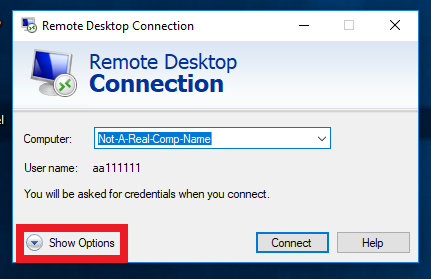 Remote Desktop Connection
Remote Desktop
Connection
Computer: Not-A-Real-Comp-Name
User name: aa111111
You will be asked for credentials when you connect.
Show Options Connect Help